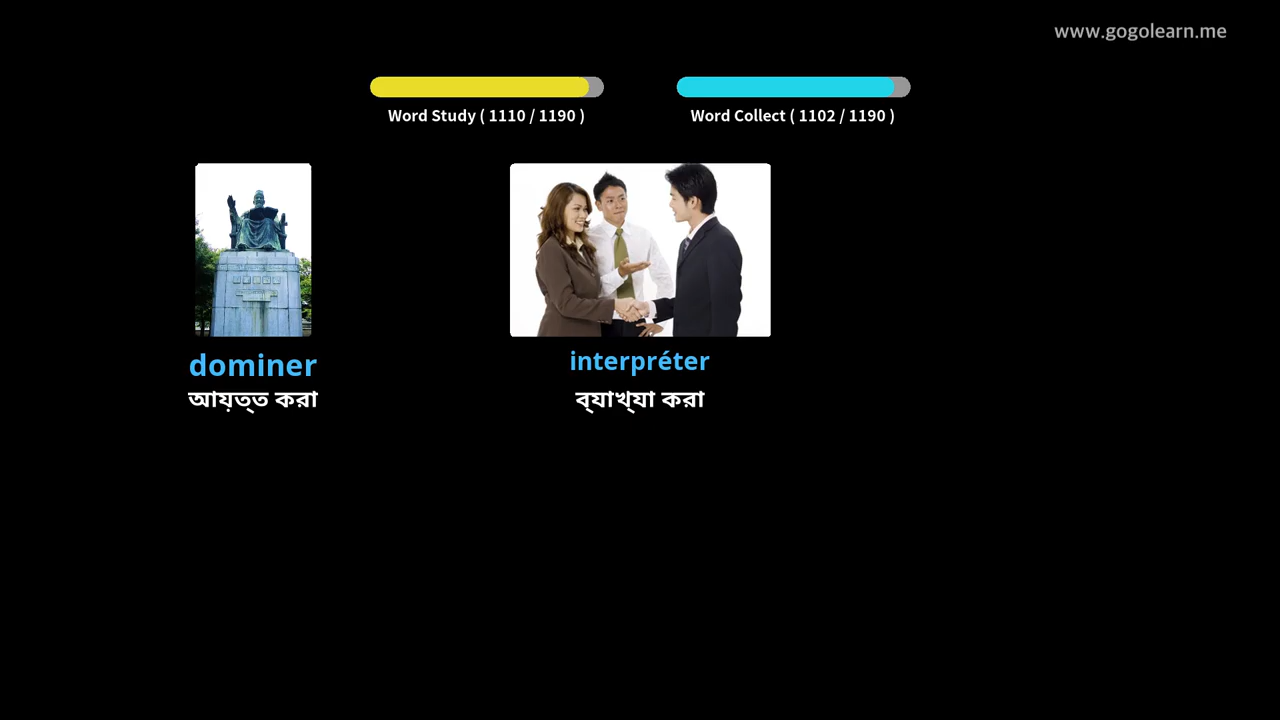 www.gogolearn.me
Word Study ( 1110 / 1190 )
Word Collect ( 1102 / 1190 )
dominer
আয়ত্ত করা
interpréter
ব্যাখ্যা করা